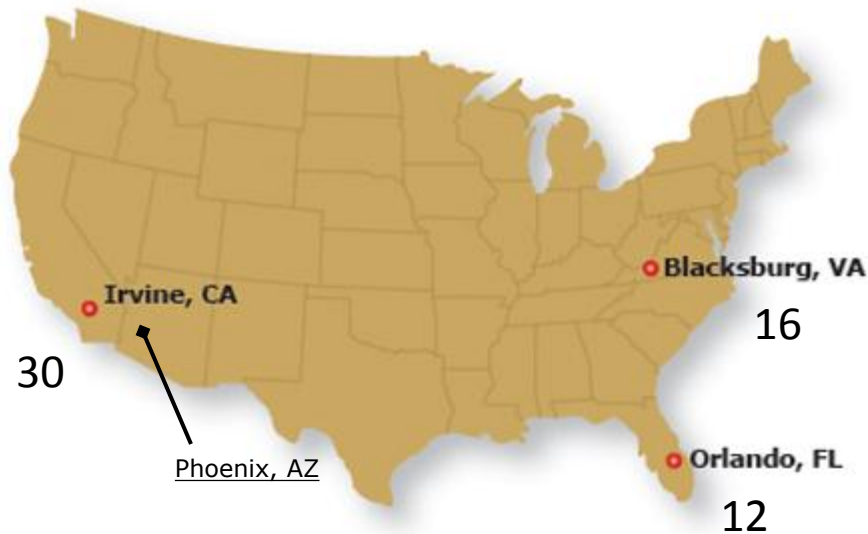 Irvine, CA
Blacksburg, VA
16
30
Phoenix, AZ
Orlando, FL
12